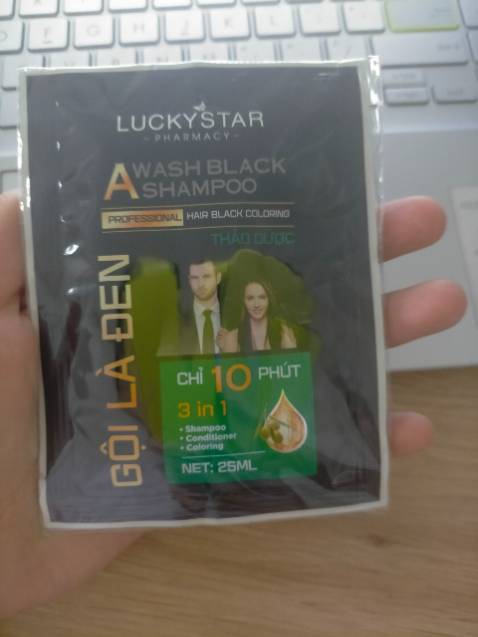 LUCKYSTAR
- PHARMACY -
A WASH BLACK
SHAMPOO
PROFESSIONAL HAIR BLACK COLORING
THẢO DƯỢC
GỘI LÀ ĐEN
CHỈ 10 PHÚT
3 in 1
• Shampoo
• Conditioner
• Coloring
NET: 25ML